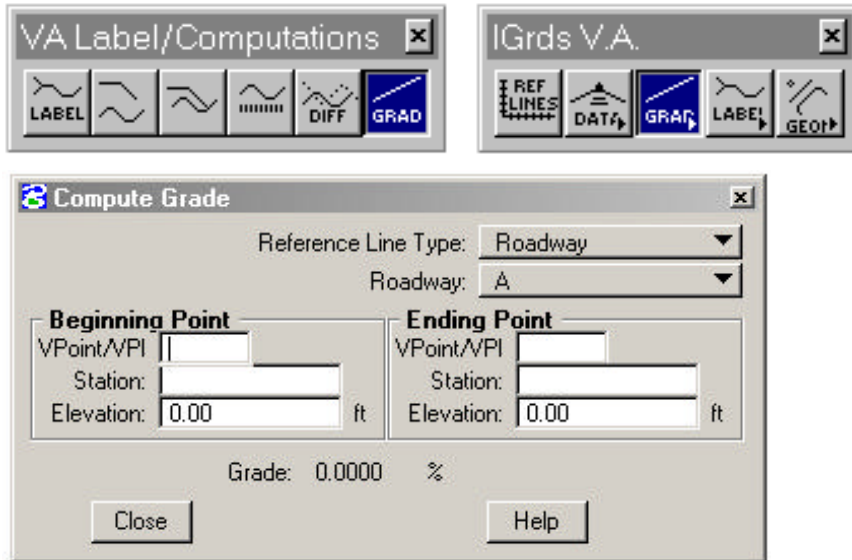 VA Label/Computations
LABEL
DIFF
GRAD
IGrds V.A.
REF LINES
DATA
GRAD
LABEL
GEOM
Compute Grade
Reference Line Type: Roadway
Roadway: A
Beginning Point
VPoint/VPI
Station:
Elevation: 0.00 ft
Ending Point
VPoint/VPI
Station:
Elevation: 0.00 ft
Grade: 0.0000 %
Close
Help